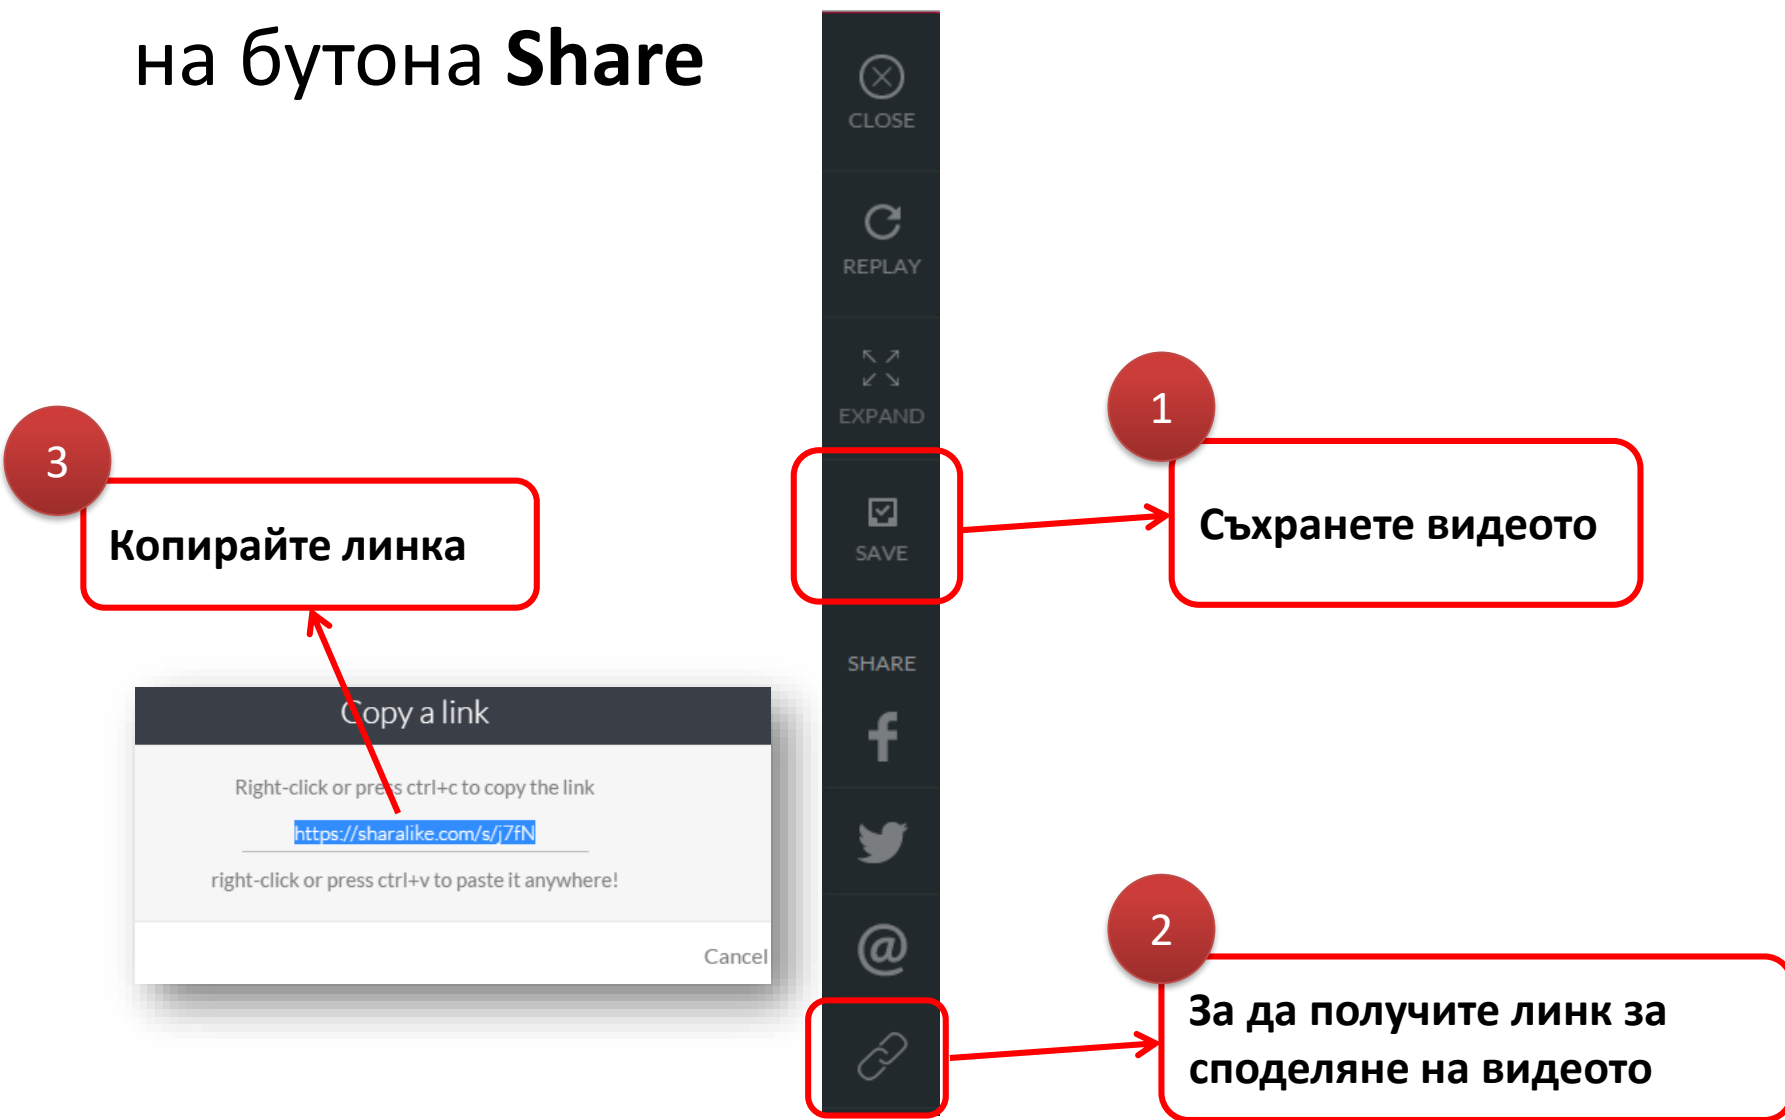 на бутона Share
CLOSE
REPLAY
EXPAND
SAVE
SHARE
f
@
1
Съхранете видеото
2
За да получите линк за
споделяне на видеото
3
Копирайте линка
Copy a link
Right-click or press ctrl+c to copy the link
https://sharalike.com/s/j7fN
right-click or press ctrl+v to paste it anywhere!
Cancel